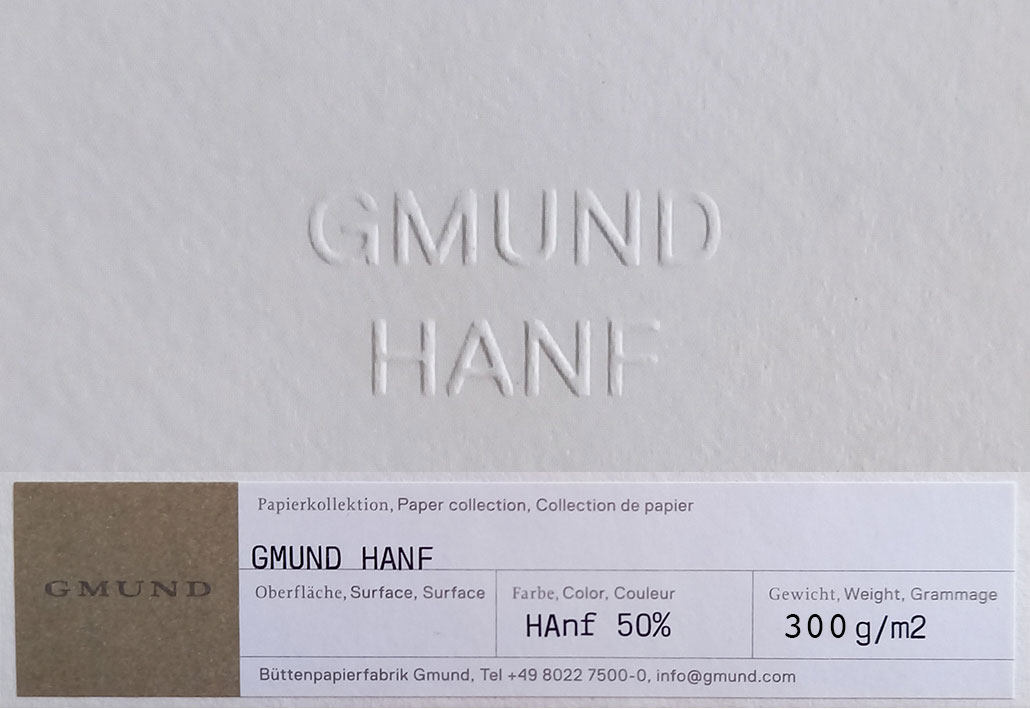 GMUND
HANF
Papierkollektion, Paper collection, Collection de papier
GMUND HANF
GMUND
Oberfläche, Surface, Surface
Farbe, Color, Couleur
Gewicht, Weight, Grammage
HAnf 50%
300 g/m2
Büttenpapierfabrik Gmund, Tel +49 8022 7500-0, info@gmund.com